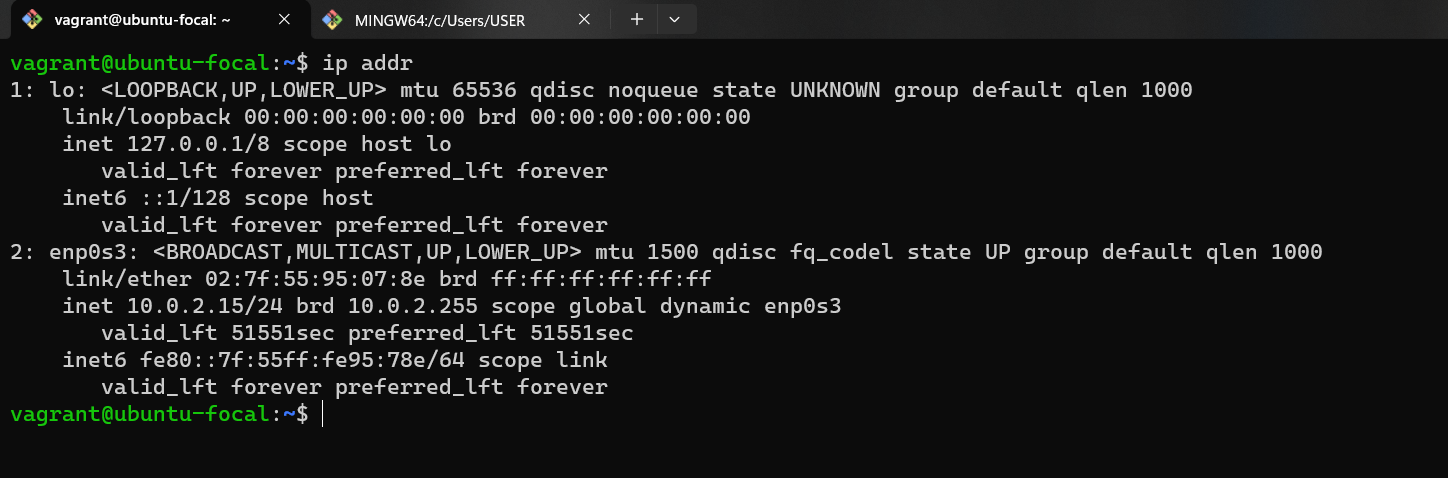 vagrant@ubuntu-focal: ~
MINGW64:/c/Users/USER
vagrant@ubuntu-focal:~$ ip addr
1: lo: <LOOPBACK,UP,LOWER_UP> mtu 65536 qdisc noqueue state UNKNOWN group default qlen 1000
    link/loopback 00:00:00:00:00:00 brd 00:00:00:00:00:00
    inet 127.0.0.1/8 scope host lo
       valid_lft forever preferred_lft forever
    inet6 ::1/128 scope host
       valid_lft forever preferred_lft forever
2: enp0s3: <BROADCAST,MULTICAST,UP,LOWER_UP> mtu 1500 qdisc fq_codel state UP group default qlen 1000
    link/ether 02:7f:55:95:07:8e brd ff:ff:ff:ff:ff:ff
    inet 10.0.2.15/24 brd 10.0.2.255 scope global dynamic enp0s3
       valid_lft 51551sec preferred_lft 51551sec
    inet6 fe80::7f:55ff:fe95:78e/64 scope link
       valid_lft forever preferred_lft forever
vagrant@ubuntu-focal:~$